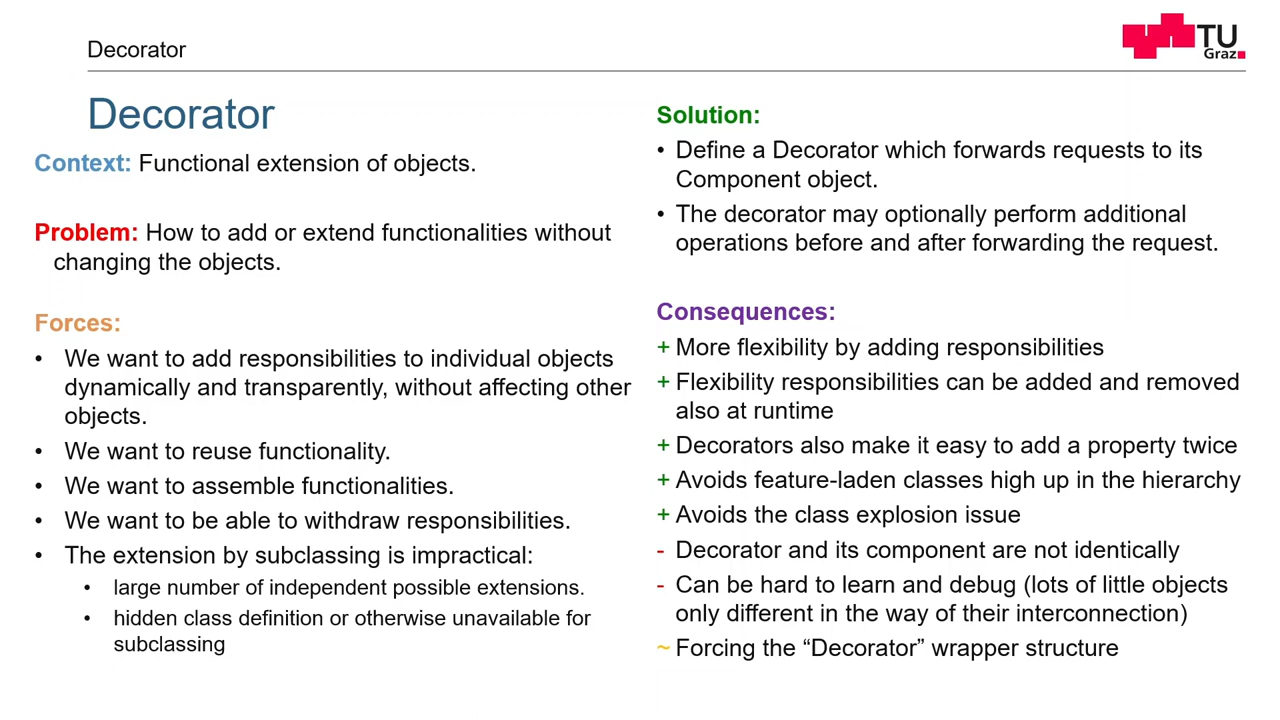 Decorator
TU
Graz
Decorator
Context: Functional extension of objects.
Problem: How to add or extend functionalities without
changing the objects.
Forces:
• We want to add responsibilities to individual objects
dynamically and transparently, without affecting other
objects.
• We want to reuse functionality.
• We want to assemble functionalities.
• We want to be able to withdraw responsibilities.
• The extension by subclassing is impractical:
• large number of independent possible extensions.
• hidden class definition or otherwise unavailable for
subclassing
Solution:
• Define a Decorator which forwards requests to its
Component object.
• The decorator may optionally perform additional
operations before and after forwarding the request.
Consequences:
+ More flexibility by adding responsibilities
+ Flexibility responsibilities can be added and removed
also at runtime
+ Decorators also make it easy to add a property twice
+ Avoids feature-laden classes high up in the hierarchy
+ Avoids the class explosion issue
- Decorator and its component are not identically
- Can be hard to learn and debug (lots of little objects
only different in the way of their interconnection)
~ Forcing the “Decorator” wrapper structure